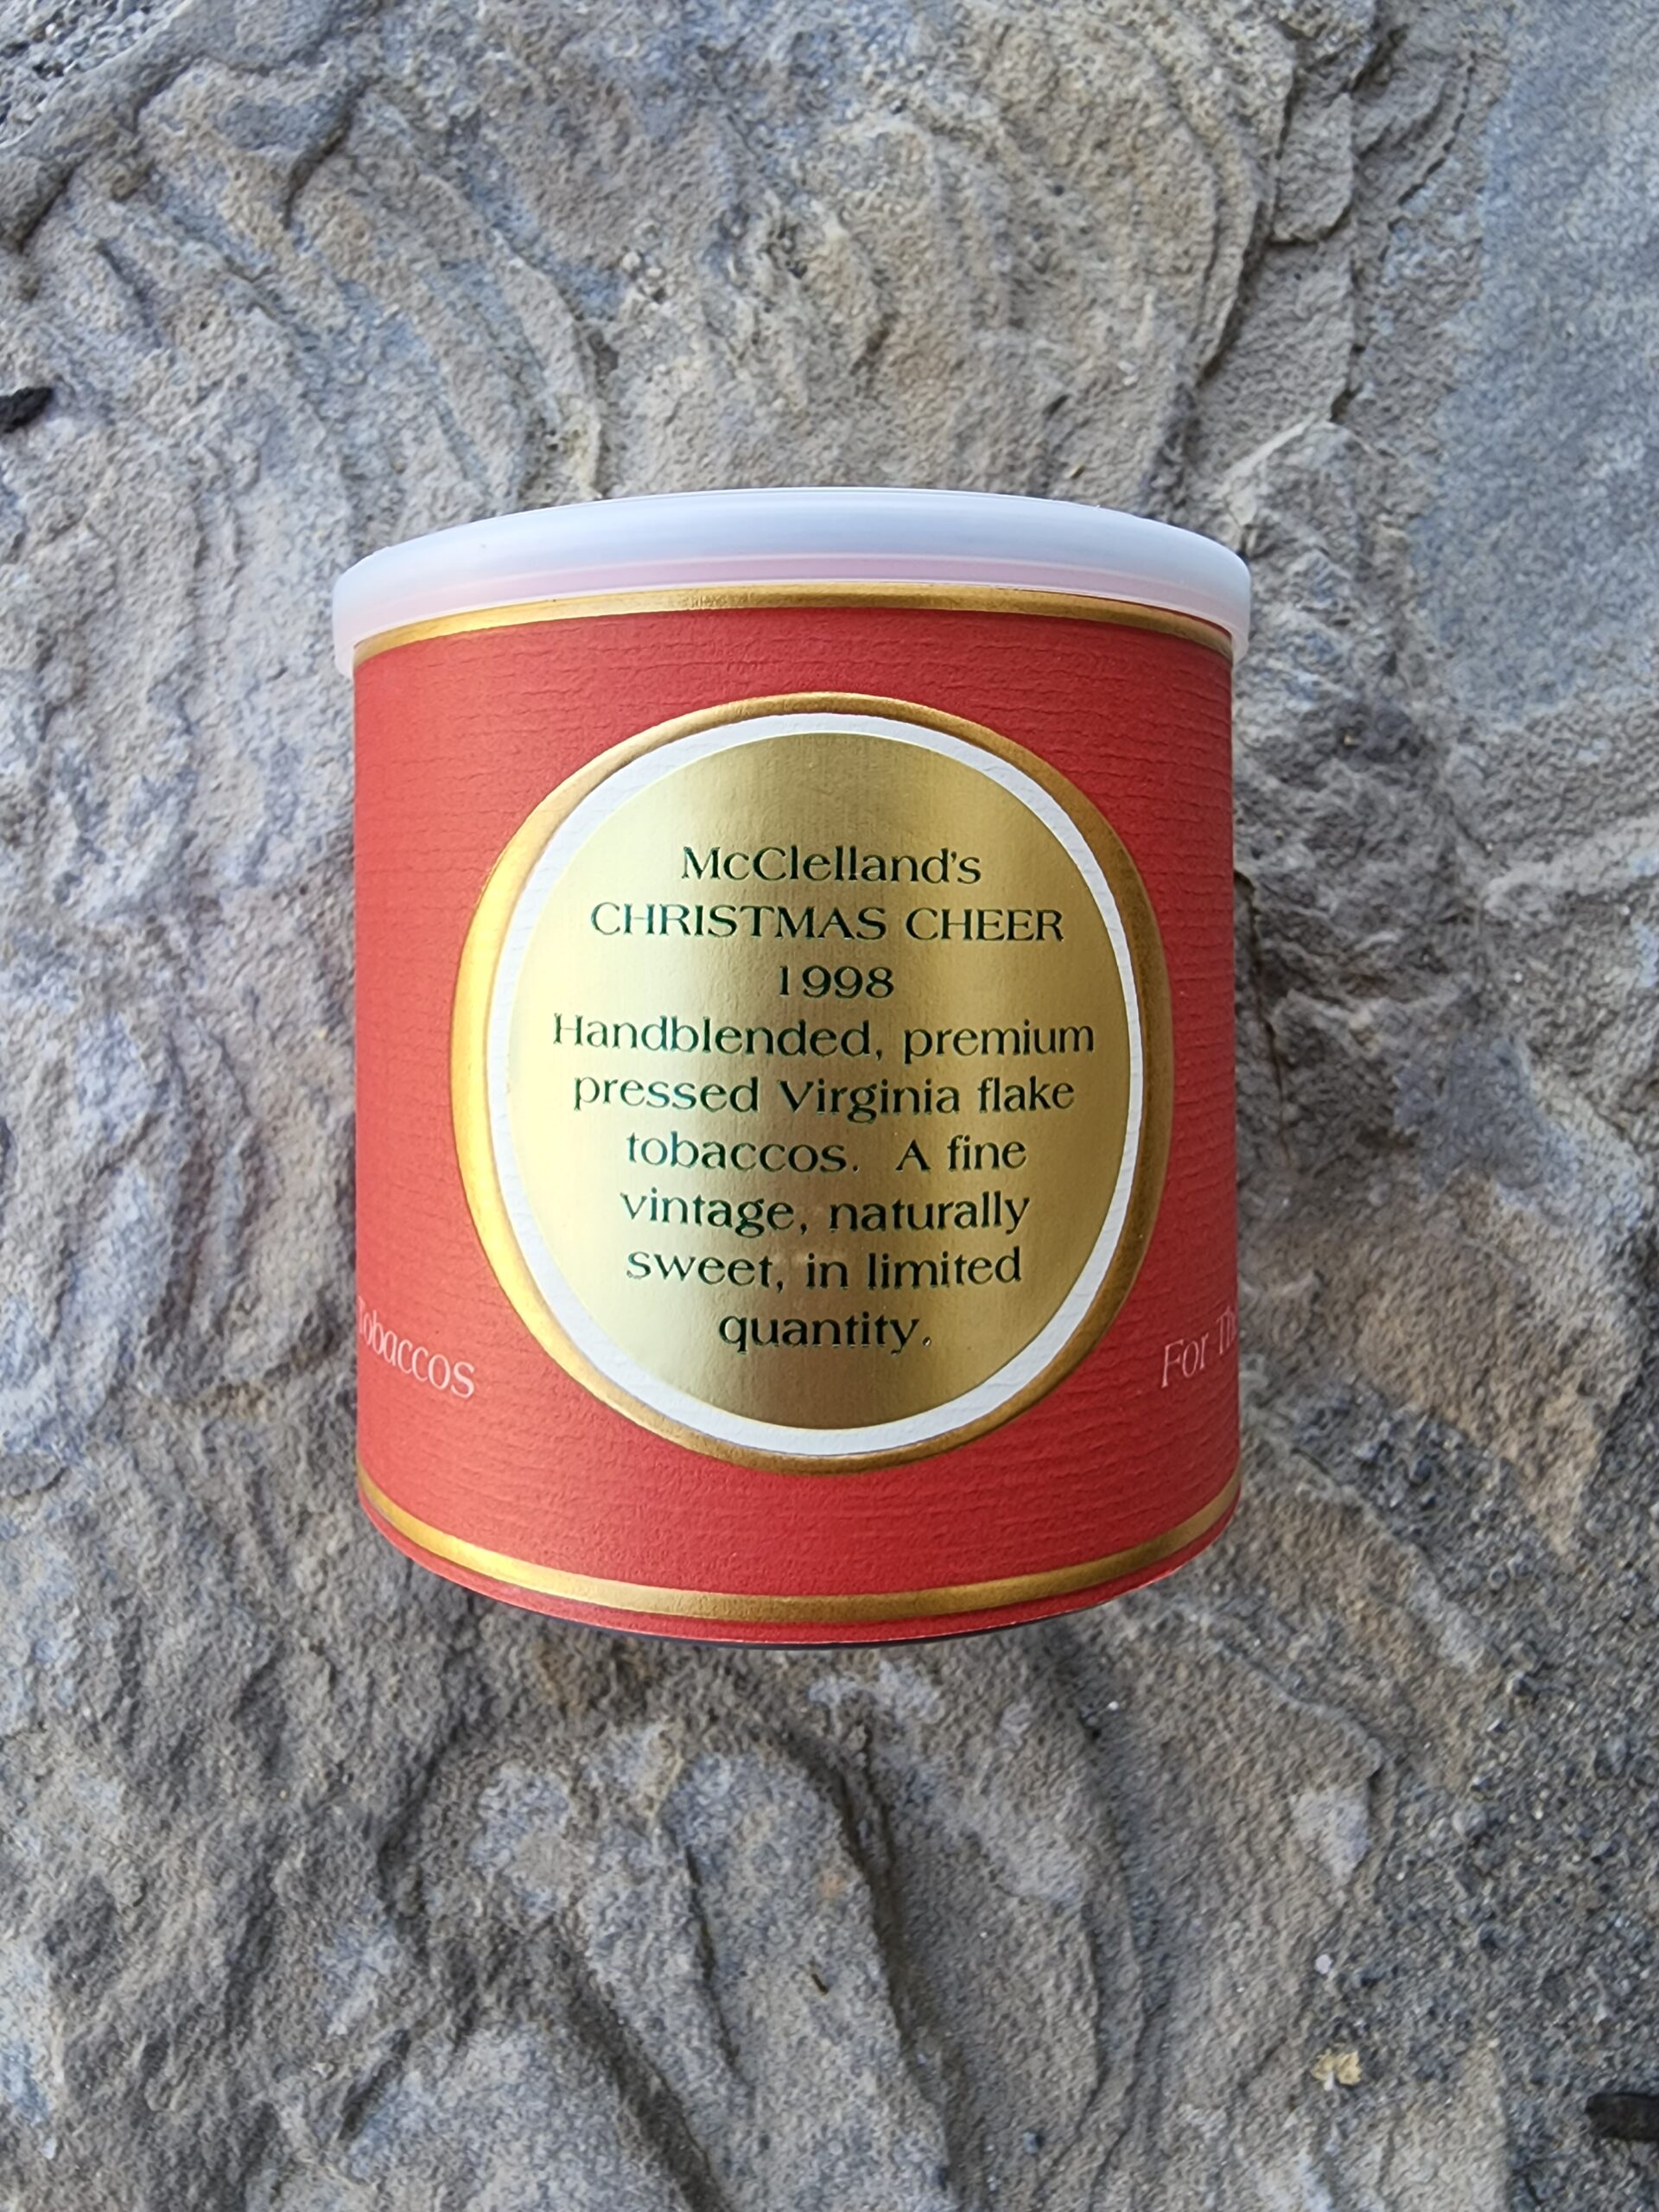 McClelland's
CHRISTMAS CHEER
1998
Handblended, premium
pressed Virginia flake
tobaccos. A fine
vintage, naturally
sweet, in limited
quantity.
Tobaccos
For